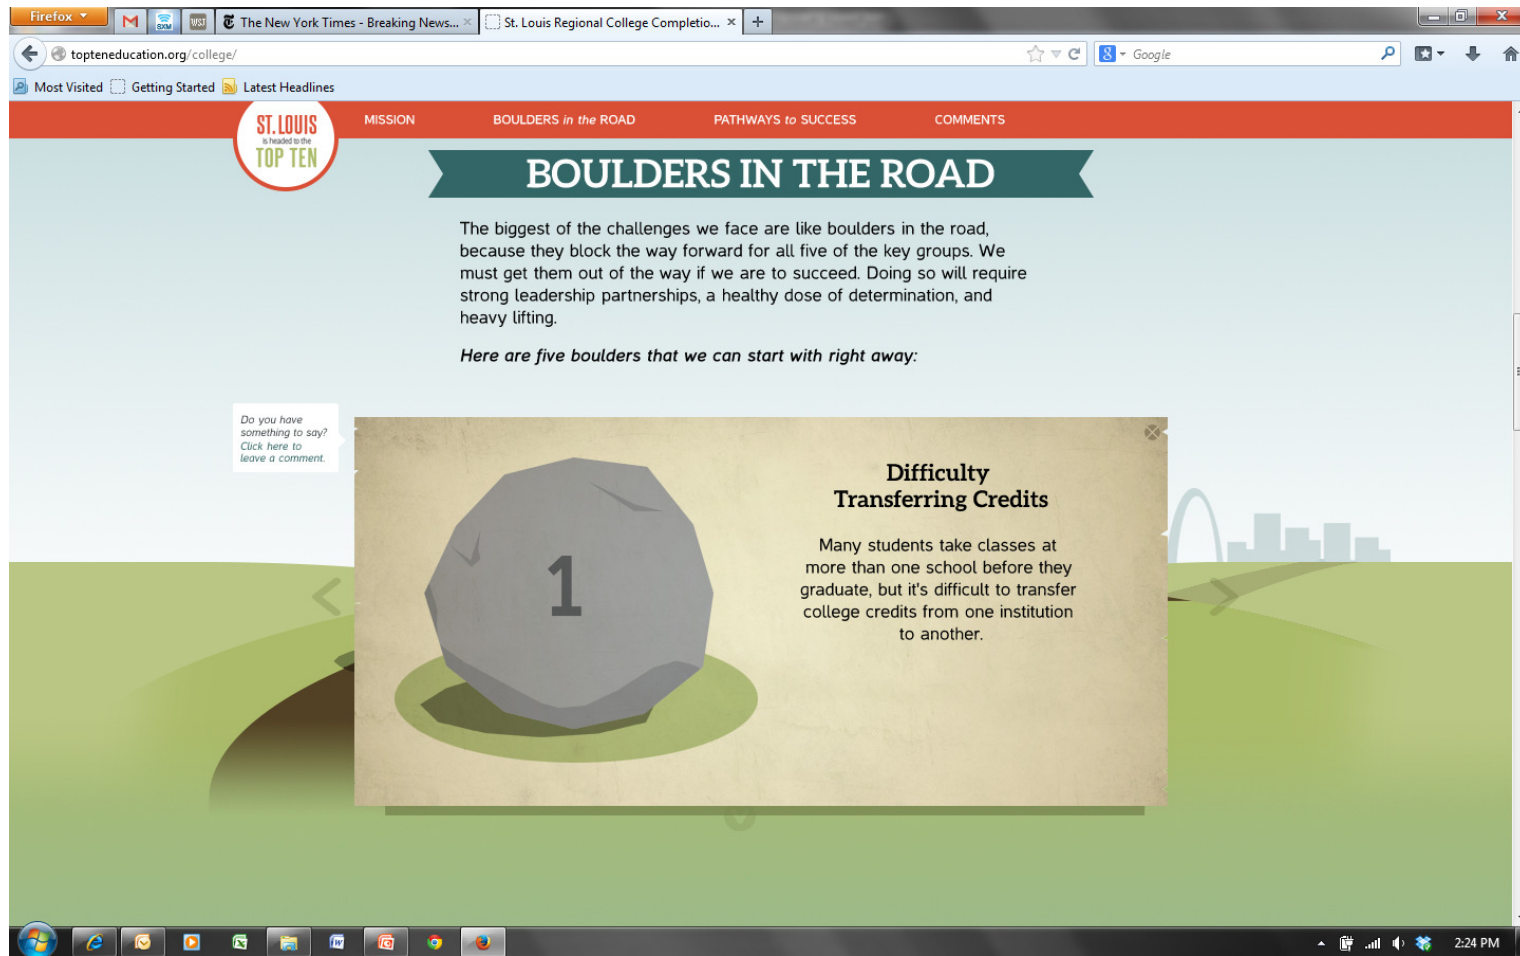 Firefox
SXM
WSJ
The New York Times - Breaking News...
St. Louis Regional College Completio...
topteneducation.org/college/
Google
Most Visited
Getting Started
Latest Headlines
ST. LOUIS
is headed to the
TOP TEN
MISSION
BOULDERS in the ROAD
PATHWAYS to SUCCESS
COMMENTS
BOULDERS IN THE ROAD
The biggest of the challenges we face are like boulders in the road,
because they block the way forward for all five of the key groups. We
must get them out of the way if we are to succeed. Doing so will require
strong leadership partnerships, a healthy dose of determination, and
heavy lifting.
Here are five boulders that we can start with right away:
Do you have
something to say?
Click here to
leave a comment.
1
Difficulty
Transferring Credits
Many students take classes at
more than one school before they
graduate, but it's difficult to transfer
college credits from one institution
to another.
2:24 PM